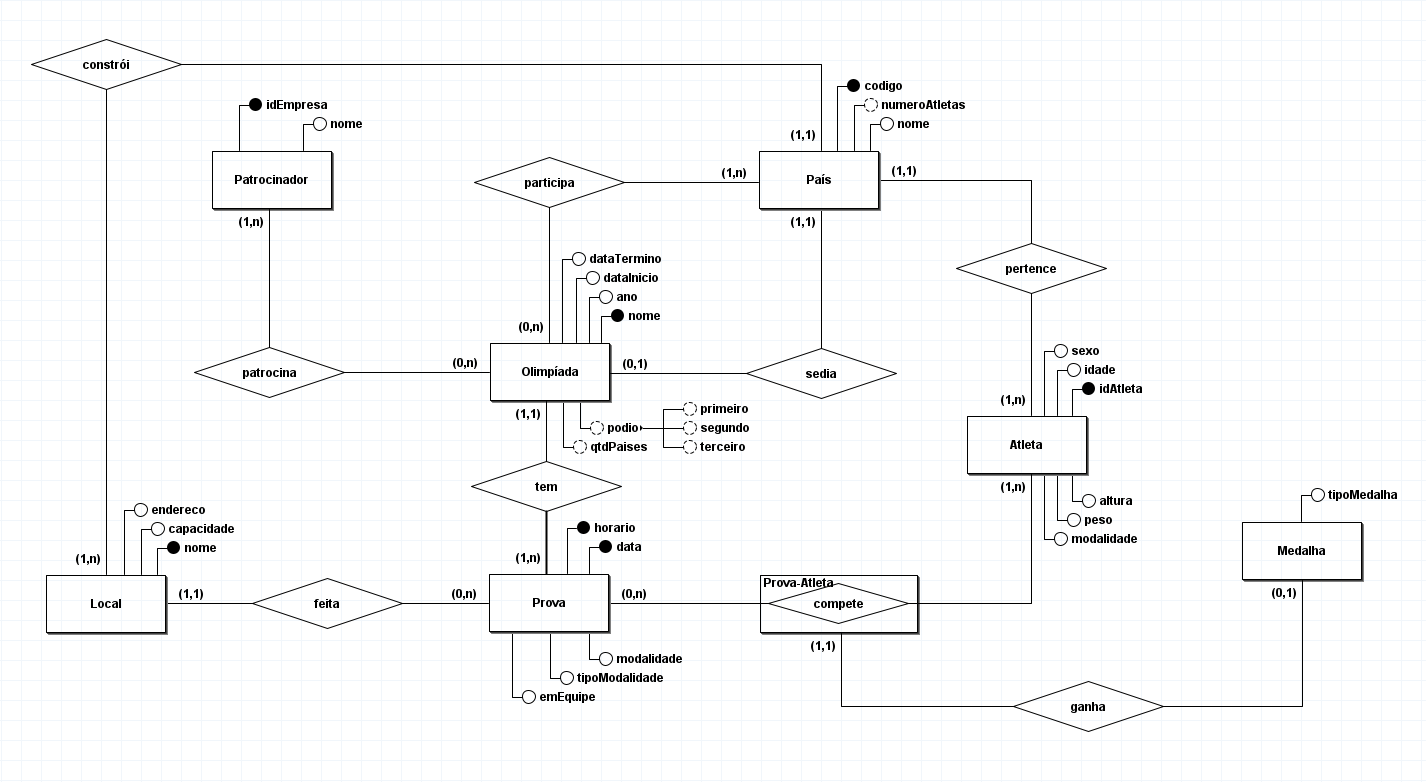 constrói
codigo
numeroAtletas
nome
(1,1)
idEmpresa
nome
Patrocinador
(1,n)
participa
(1,n)
País
(1,1)
(1,1)
pertence
dataTermino
dataInicio
ano
nome
(0,n)
patrocina
(0,n)
Olimpíada
(0,1)
sedia
(1,1)
podio
primeiro
segundo
terceiro
qtdPaises
sexo
idade
idAtleta
(1,n)
Atleta
(1,n)
altura
peso
modalidade
tem
tipoMedalha
Medalha
(0,1)
endereco
capacidade
nome
(1,n)
Local
(1,1)
feita
(0,n)
horario
data
(1,n)
Prova
(0,n)
modalidade
tipoModalidade
emEquipe
Prova-Atleta
compete
(1,1)
ganha